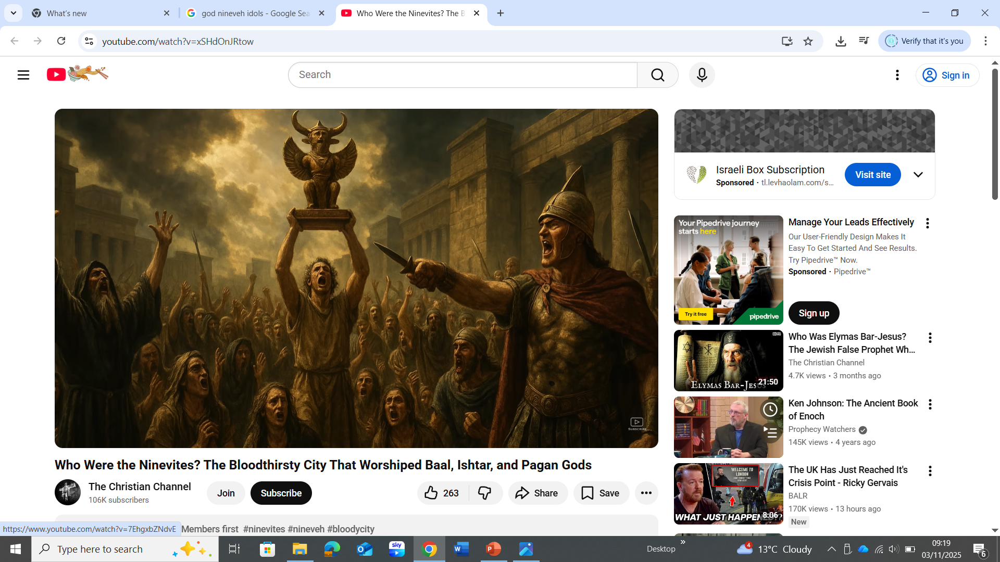 What's new
god nineveh idols - Google Sea
Who Were the Ninevites? The B
youtube.com/watch?v=xSHdOnJRtow
Verify that it's you
Search
Sign in
SUBSCRIBE
Israeli Box Subscription
Sponsored · tl.levhaolam.com/s...
Visit site
Your Pipedrive journey
starts here
Try it free
pipedrive
Manage Your Leads Effectively
Our User-Friendly Design Makes It
Easy To Get Started And See Results.
Try Pipedrive™ Now.
Sponsored · Pipedrive™
Sign up
ELYMAS BAR-JESUS
21:50
Who Was Elymas Bar-Jesus?
The Jewish False Prophet Wh...
The Christian Channel
4.7K views • 3 months ago
Ken Johnson: The Ancient Book
of Enoch
Prophecy Watchers
145K views • 4 years ago
WELCOME TO
LONDON
WHAT JUST HAPPENED?
8:06
The UK Has Just Reached It's
Crisis Point - Ricky Gervais
BALR
170K views • 13 hours ago
New
Who Were the Ninevites? The Bloodthirsty City That Worshiped Baal, Ishtar, and Pagan Gods
The Christian Channel
106K subscribers
Join
Subscribe
263
Share
Save
https://www.youtube.com/watch?v=7EhgxbZNdvE
Members first #ninevites #nineveh #bloodycity
Type here to search
sky
Desktop
4
13°C Cloudy
09:19
03/11/2025
6